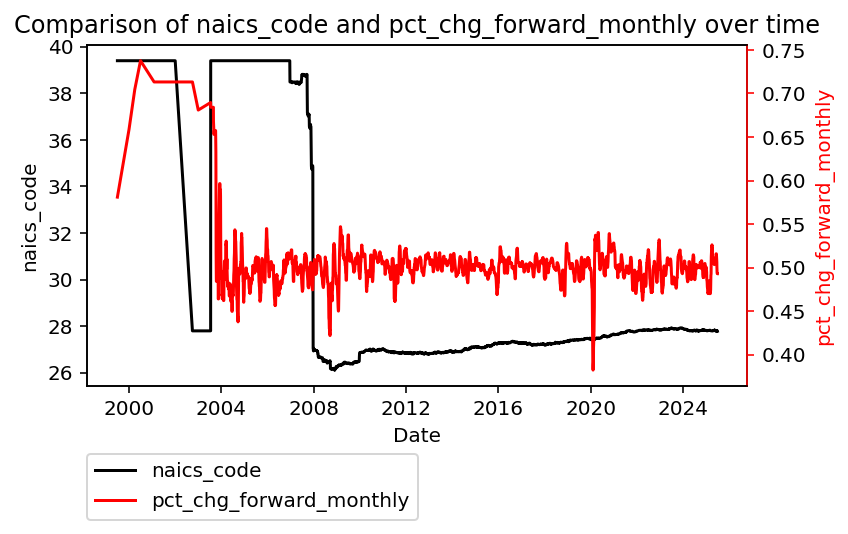 Comparison of naics_code and pct_chg_forward_monthly over time
40
38
36
34
32
30
28
26
naics_code
0.75
0.70
0.65
0.60
0.55
0.50
0.45
0.40
pct_chg_forward_monthly
2000 2004 2008 2012 2016 2020 2024
Date
naics_code
pct_chg_forward_monthly